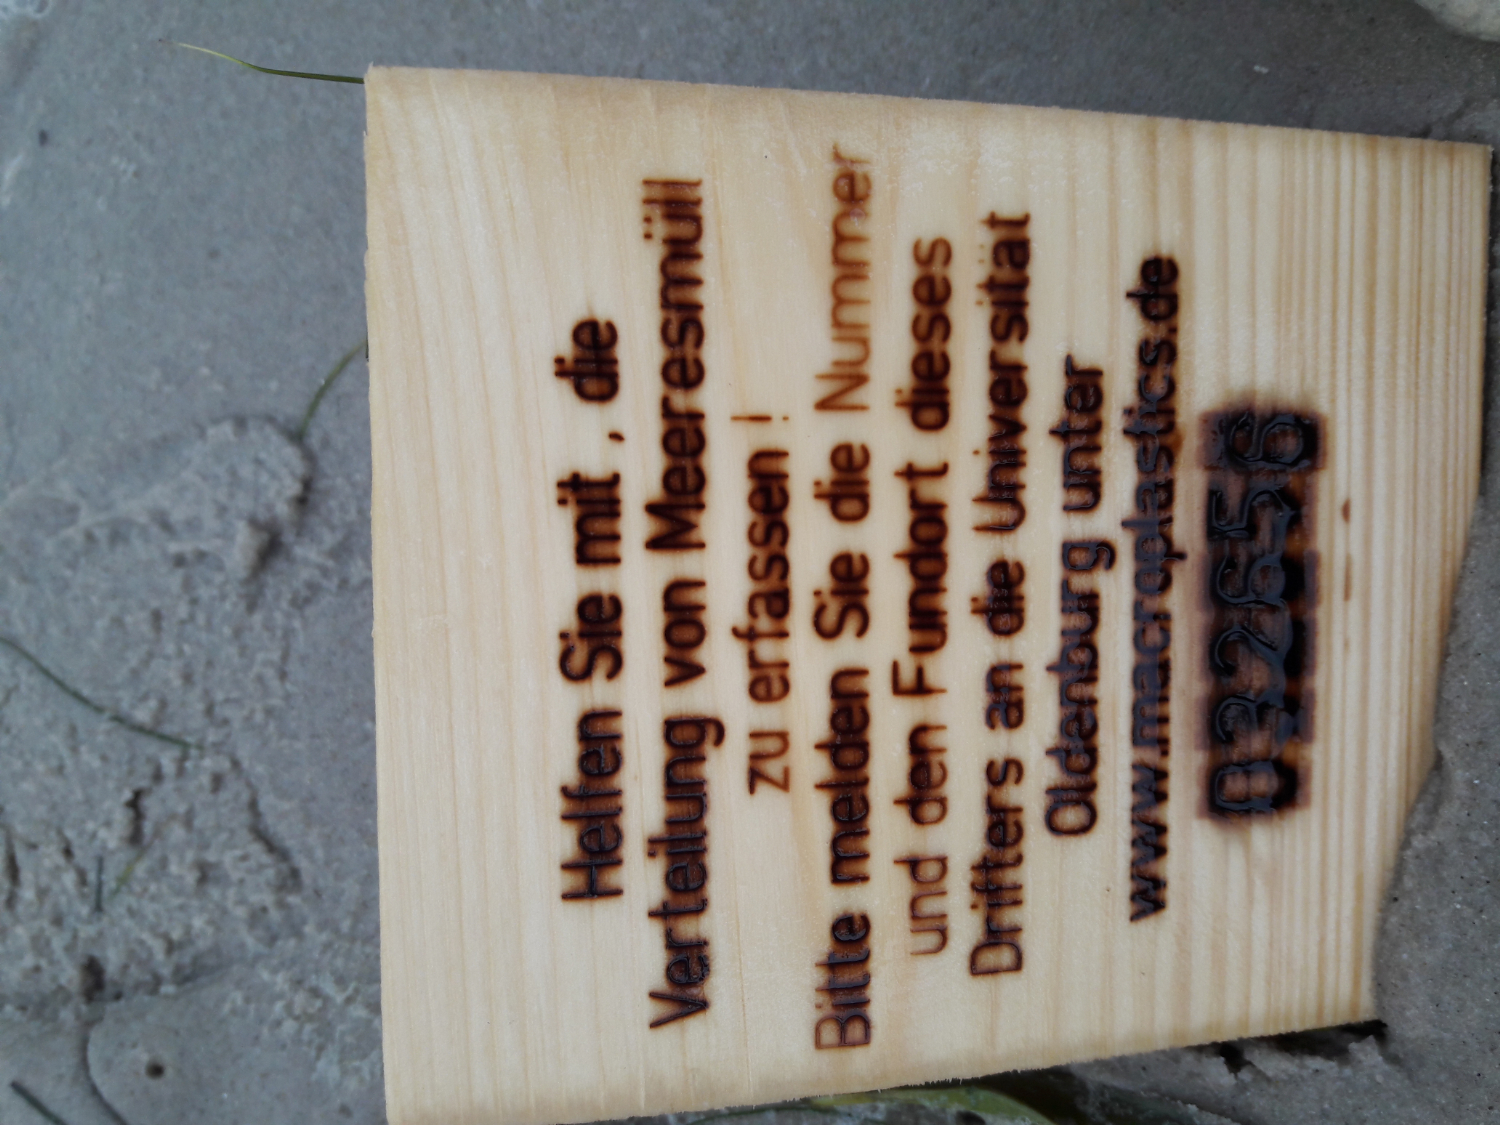 Helfen Sie mit , die
Verteilung von Meeresmüll
zu erfassen !
Bitte melden Sie die Nummer
und den Fundort dieses
Drifters an die Universität
Oldenburg unter
www.macroplastics.de
032656